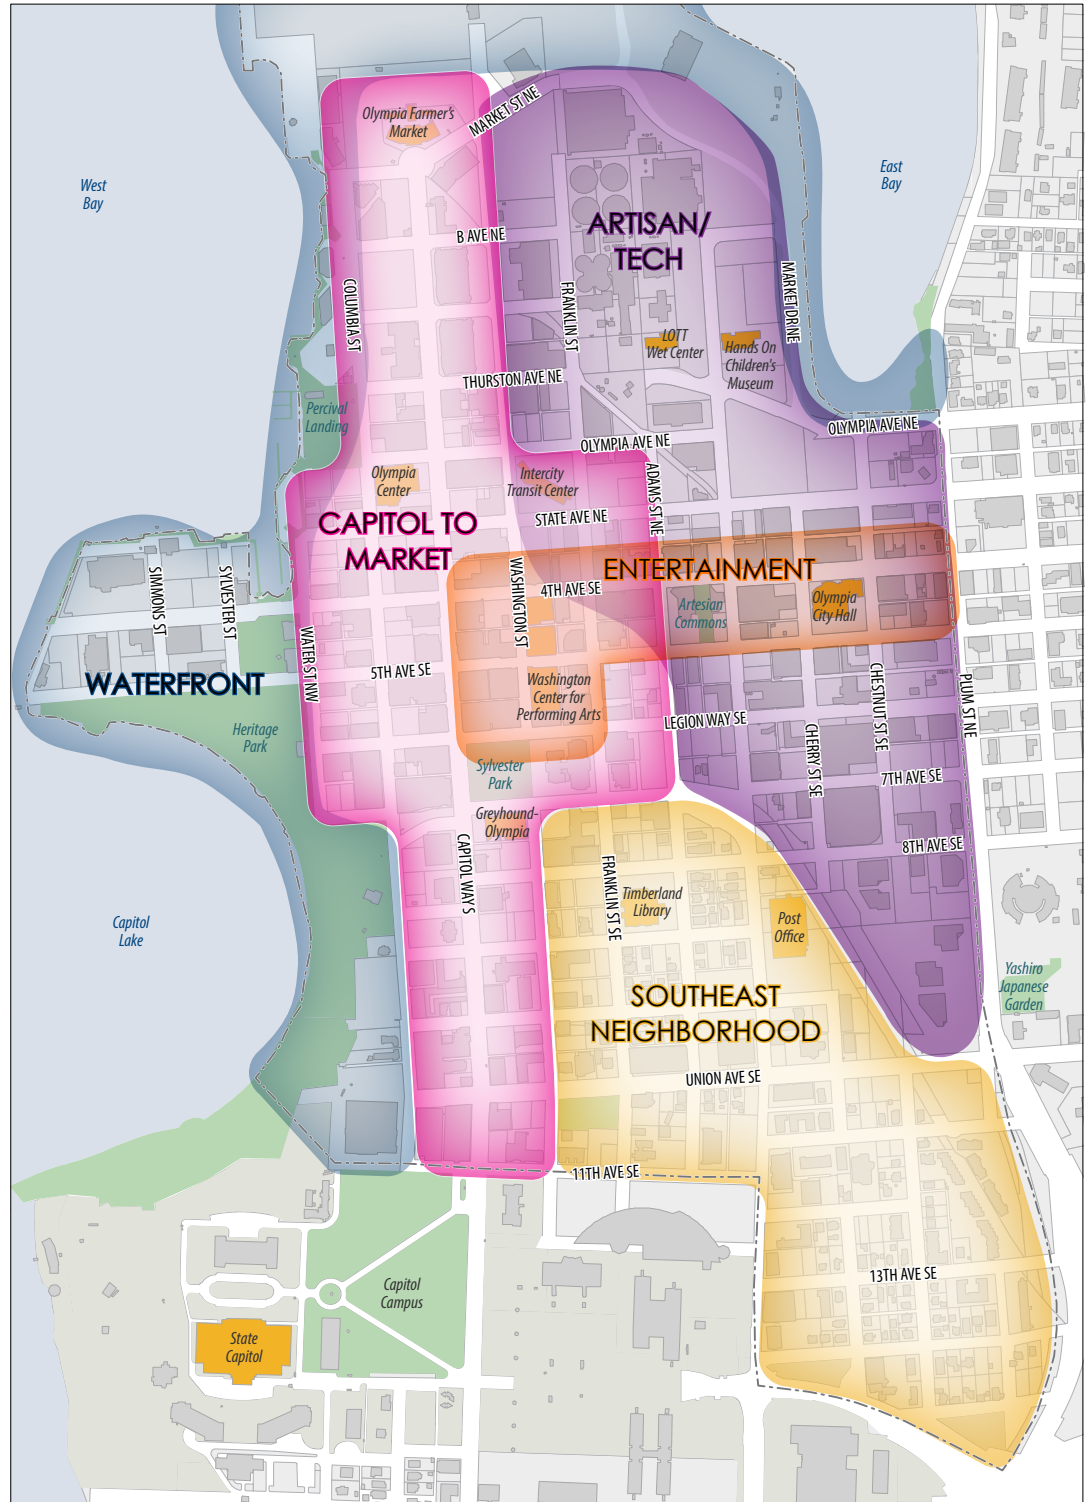 Olympia Farmer's
Market
MARKET ST NE
West
Bay
East
Bay
ARTISAN/
TECH
B AVE NE
COLUMBIA ST
FRANKLIN ST
MARKET DR NE
LOTT
Wet Center
Hands On
Children's
Museum
THURSTON AVE NE
Percival
Landing
OLYMPIA AVE NE
OLYMPIA AVE NE
Olympia
Center
Intercity
Transit Center
ADAMS ST NE
STATE AVE NE
CAPITOL TO
MARKET
ENTERTAINMENT
SIMMONS ST
SYLVESTER ST
WASHINGTON ST
4TH AVE SE
Artesian
Commons
Olympia
City Hall
WATER ST NW
5TH AVE SE
WATERFRONT
Washington
Center for
Performing Arts
CHESTNUT ST SE
PLUM ST NE
LEGION WAY SE
CHERRY ST SE
Heritage
Park
Sylvester
Park
7TH AVE SE
Greyhound-
Olympia
8TH AVE SE
CAPITOL WAY S
FRANKLIN ST SE
Timberland
Library
Post
Office
Capitol
Lake
Yashiro
Japanese
Garden
SOUTHEAST
NEIGHBORHOOD
UNION AVE SE
11TH AVE SE
13TH AVE SE
Capitol
Campus
State
Capitol